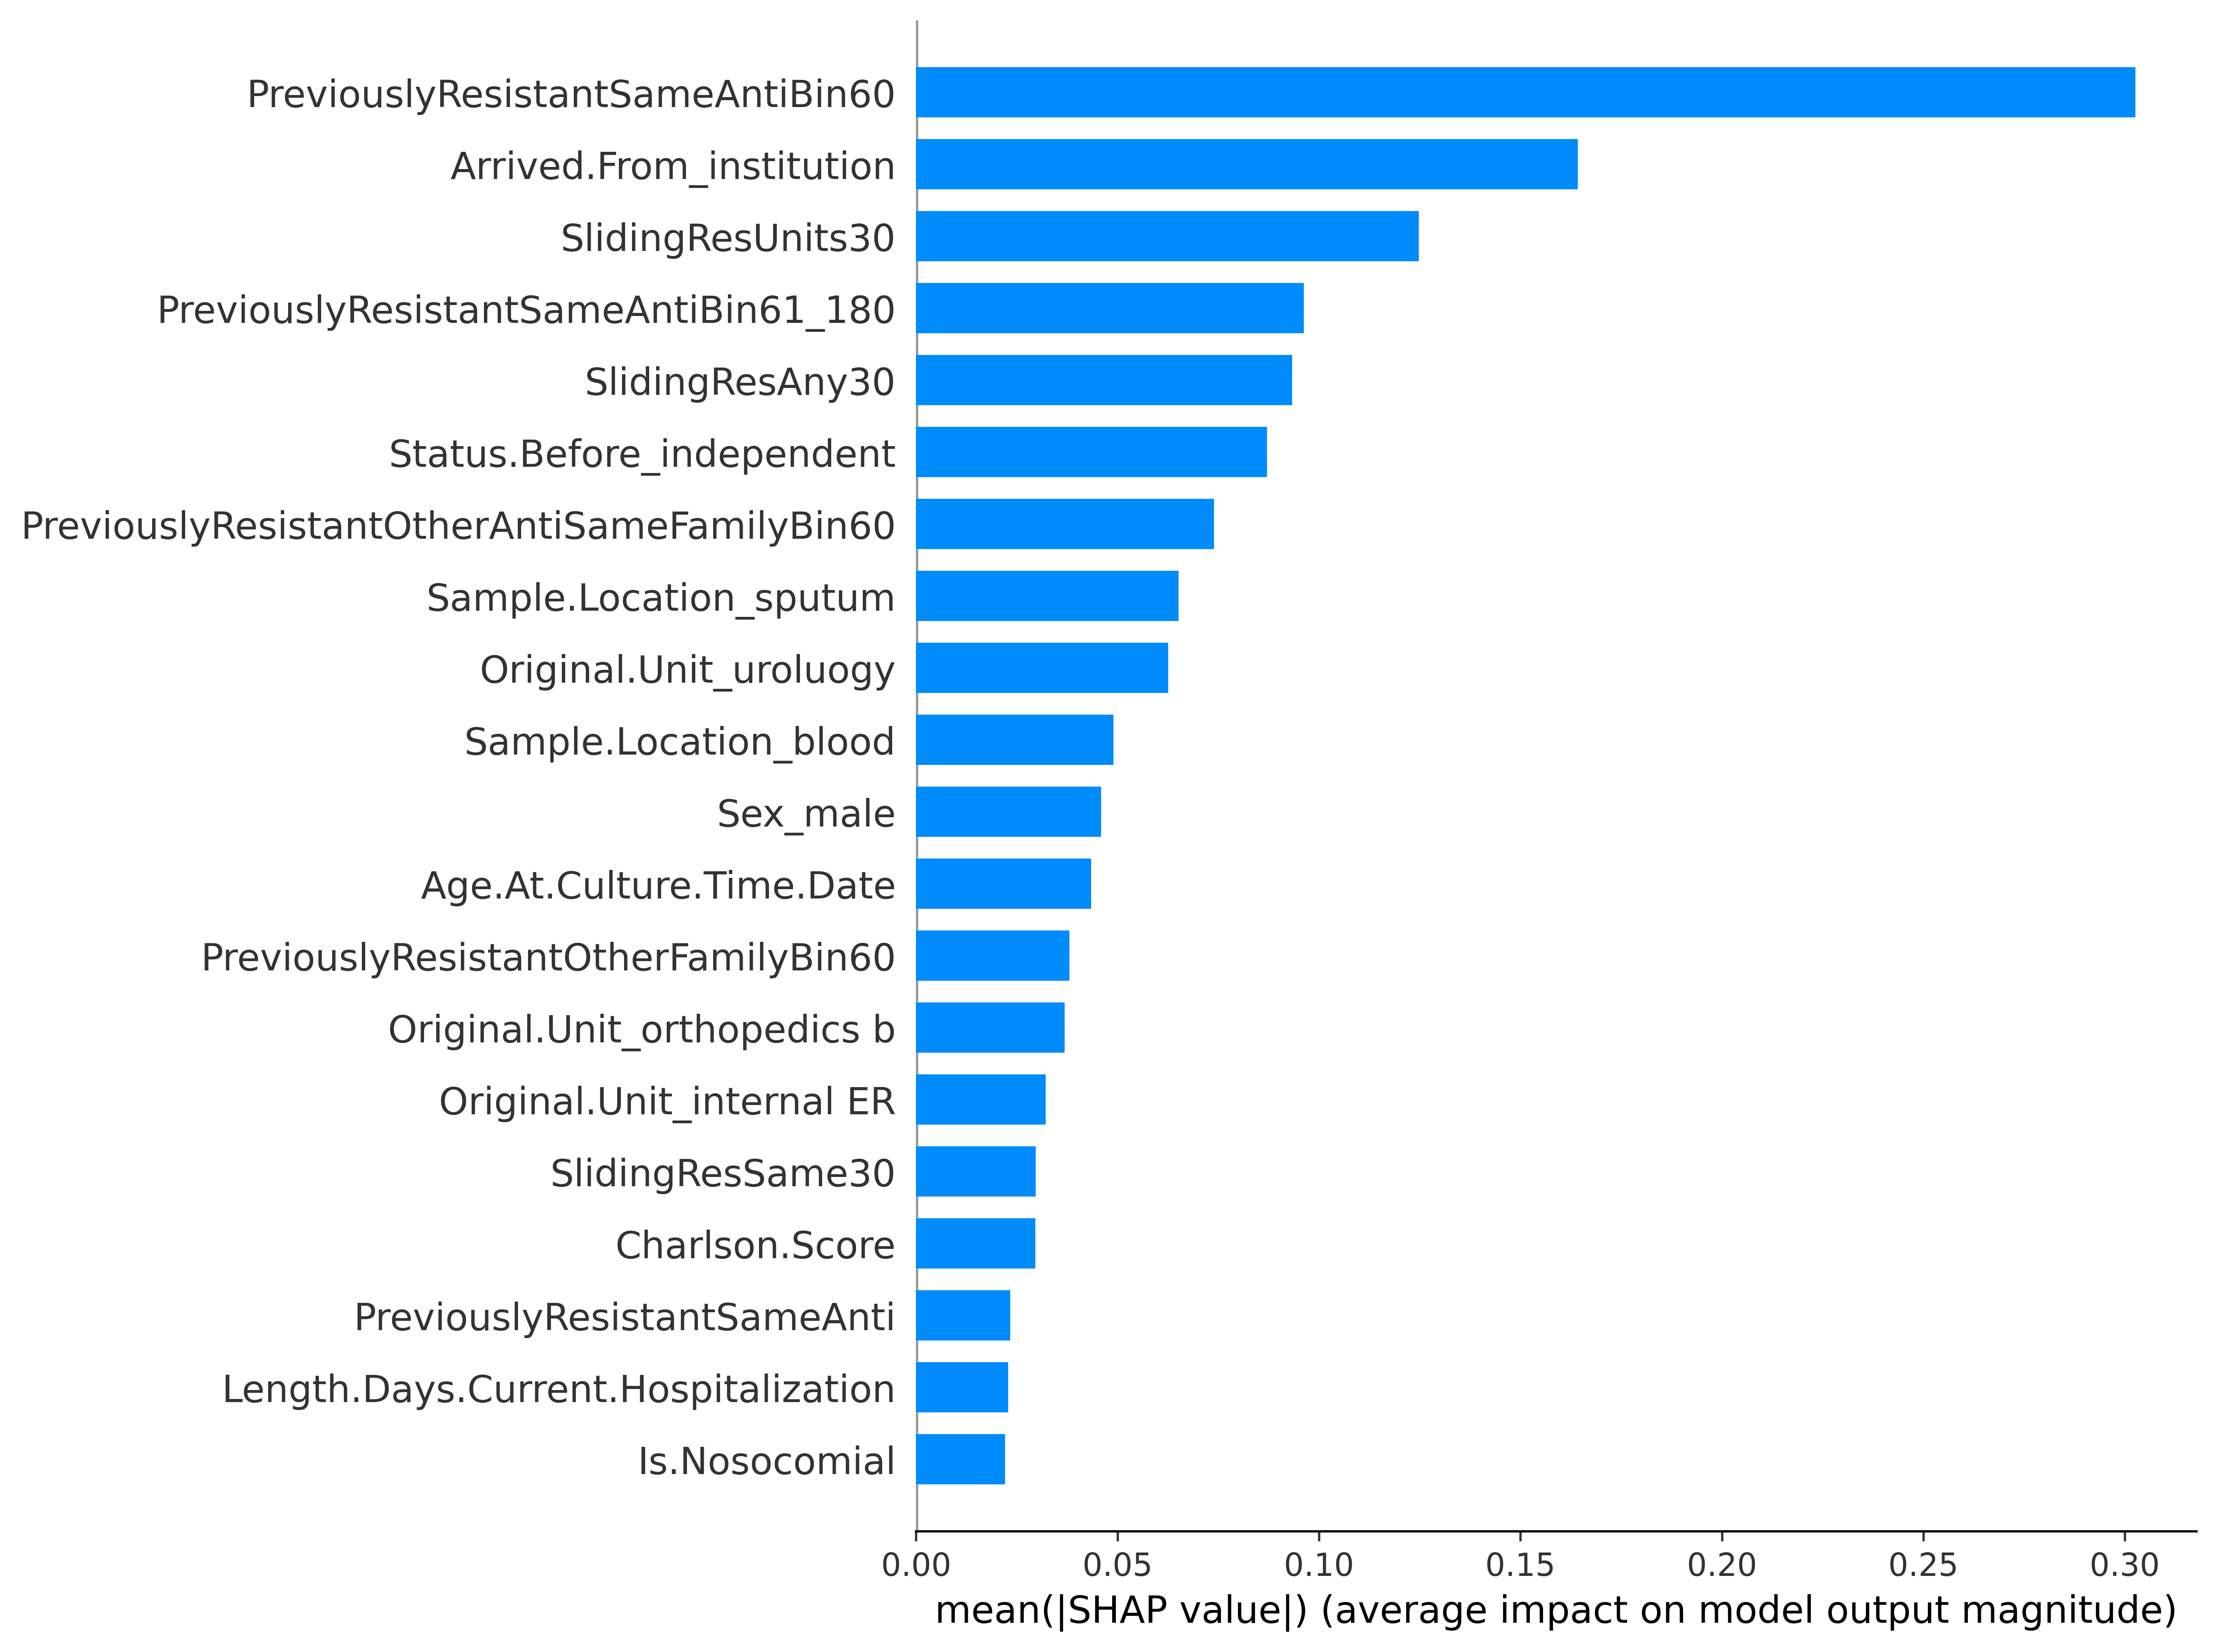 PreviouslyResistantSameAntiBin60
Arrived.From_institution
SlidingResUnits30
PreviouslyResistantSameAntiBin61_180
SlidingResAny30
Status.Before_independent
PreviouslyResistantOtherAntiSameFamilyBin60
Sample.Location_sputum
Original.Unit_uroluogy
Sample.Location_blood
Sex_male
Age.At.Culture.Time.Date
PreviouslyResistantOtherFamilyBin60
Original.Unit_orthopedics b
Original.Unit_internal ER
SlidingResSame30
Charlson.Score
PreviouslyResistantSameAnti
Length.Days.Current.Hospitalization
Is.Nosocomial
0.00 0.05 0.10 0.15 0.20 0.25 0.30
mean(|SHAP value|) (average impact on model output magnitude)